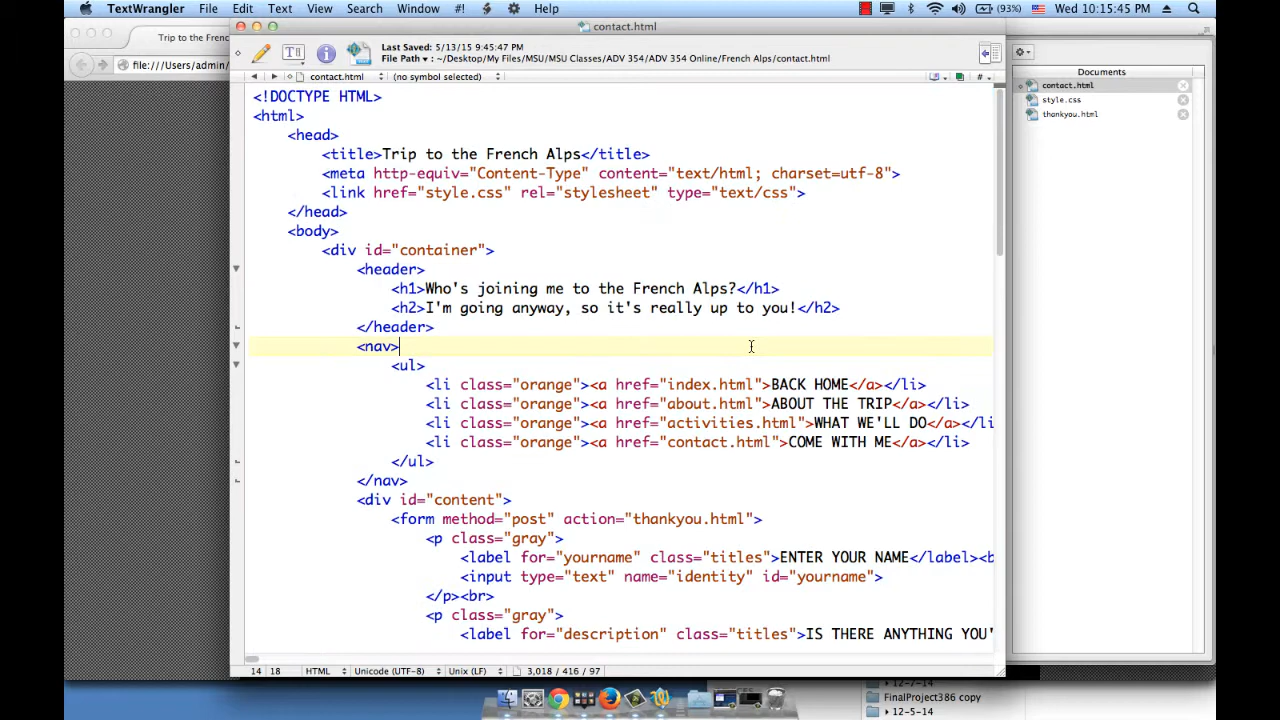 TextWrangler File Edit Text View Search Window #! Help (93%) Wed 10:15:45 PM
contact.html
Trip to the Frenc
file:///Users/admin/
Last Saved: 5/13/15 9:45:47 PM
File Path: ~/Desktop/My Files/MSU/MSU Classes/ADV 354/ADV 354 Online/French Alps/contact.html
contact.html (no symbol selected) #
Documents
contact.html
style.css
thankyou.html
<!DOCTYPE HTML>
<html>
<head>
<title>Trip to the French Alps</title>
<meta http-equiv="Content-Type" content="text/html; charset=utf-8">
<link href="style.css" rel="stylesheet" type="text/css">
</head>
<body>
<div id="container">
<header>
<h1>Who's joining me to the French Alps?</h1>
<h2>I'm going anyway, so it's really up to you!</h2>
</header>
<nav>
<ul>
<li class="orange"><a href="index.html">BACK HOME</a></li>
<li class="orange"><a href="about.html">ABOUT THE TRIP</a></li>
<li class="orange"><a href="activities.html">WHAT WE'LL DO</a></li
<li class="orange"><a href="contact.html">COME WITH ME</a></li>
</ul>
</nav>
<div id="content">
<form method="post" action="thankyou.html">
<p class="gray">
<label for="yourname" class="titles">ENTER YOUR NAME</label><b
<input type="text" name="identity" id="yourname">
</p><br>
<p class="gray">
<label for="description" class="titles">IS THERE ANYTHING YOU'
14 18 HTML Unicode (UTF-8) Unix (LF) 3,018 / 416 / 97
12-7-14
FinalProject386 copy
12-5-14